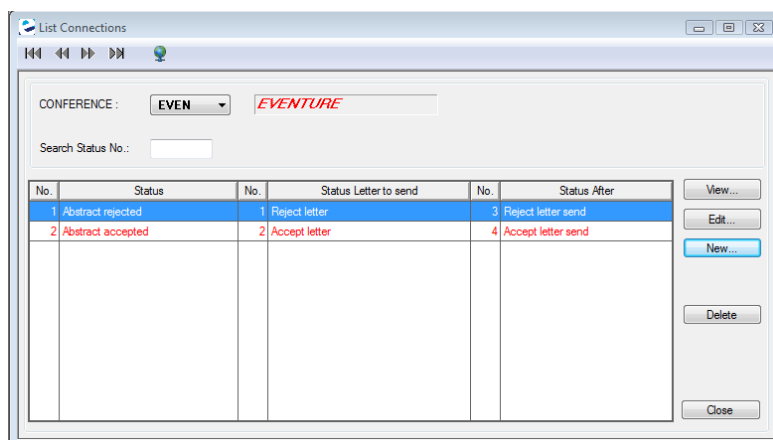 List Connections
CONFERENCE :
EVEN
EVENTURE
Search Status No.:
No. Status No. Status Letter to send No. Status After
1 Abstract rejected 1 Reject letter 3 Reject letter send
2 Abstract accepted 2 Accept letter 4 Accept letter send
View...
Edit...
New...
Delete
Close